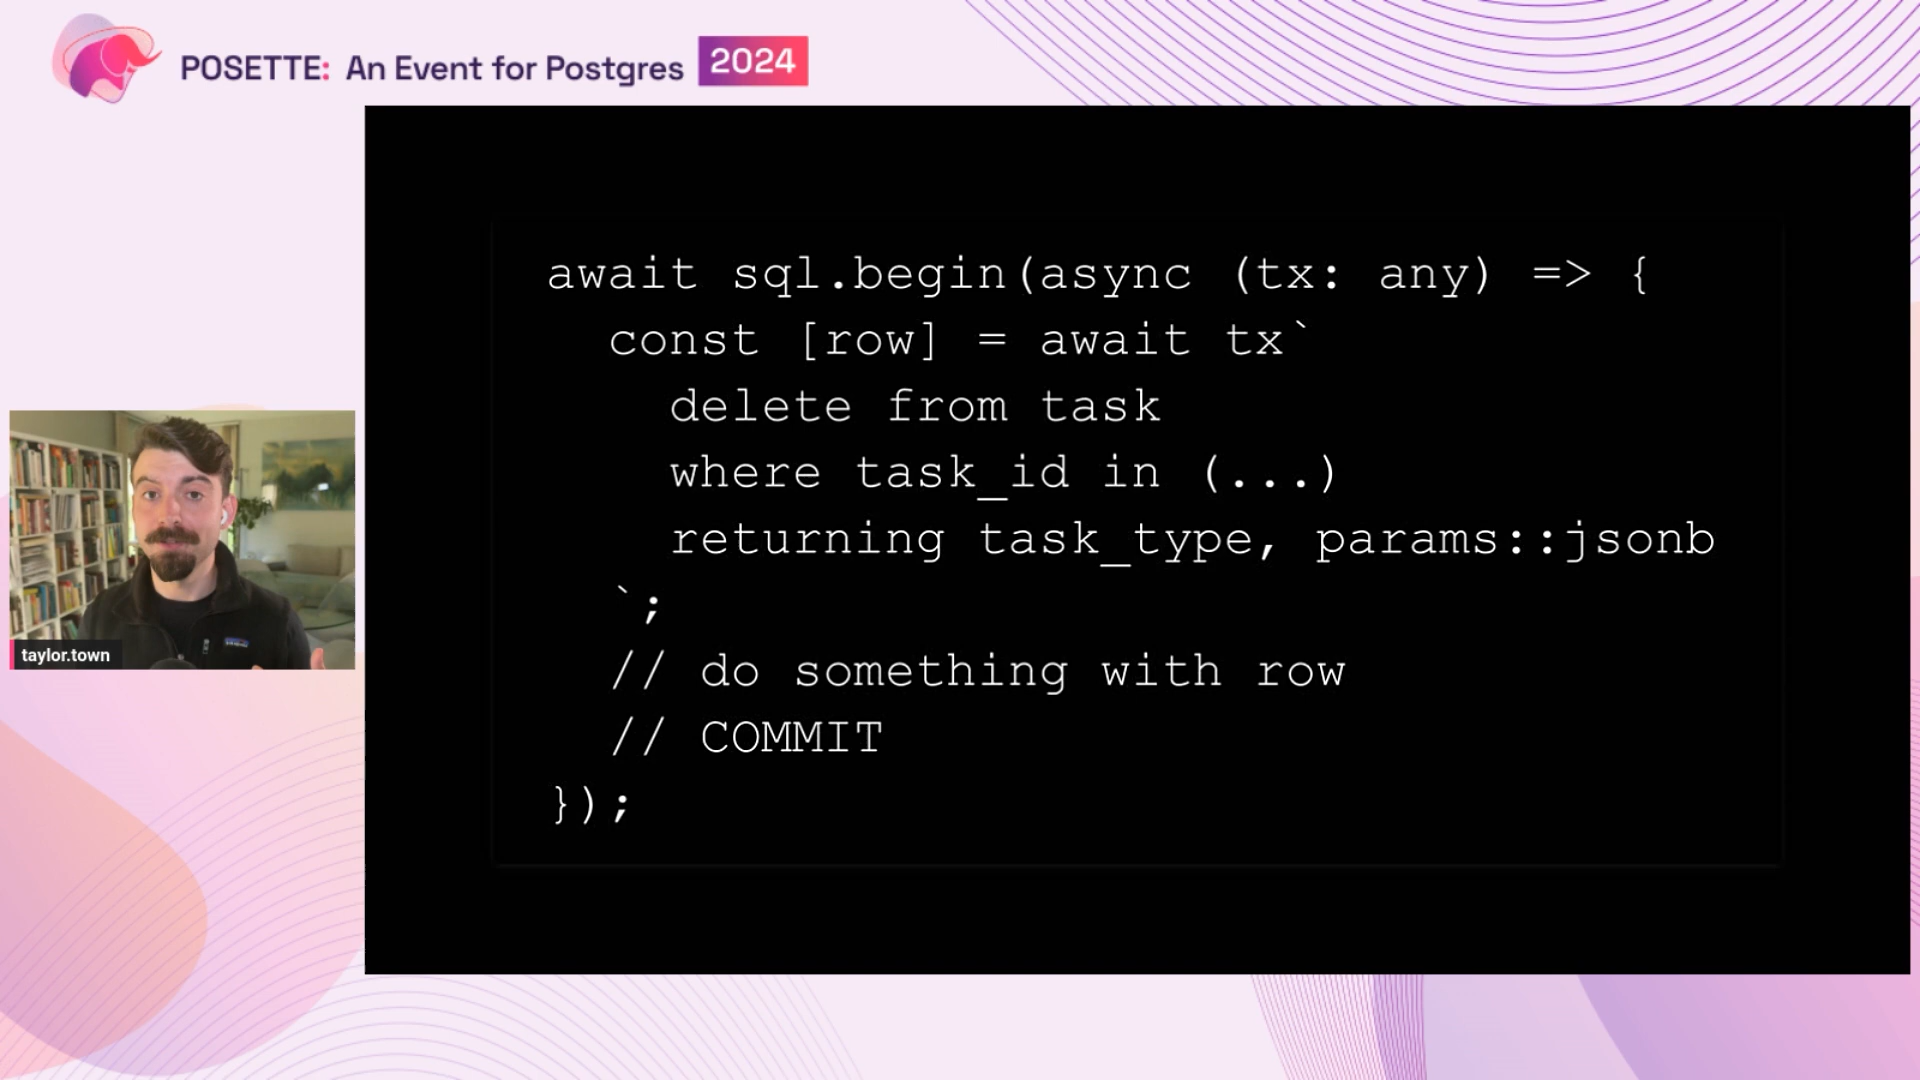 POSETTE: An Event for Postgres 2024
await sql.begin(async (tx: any) => {
const [row] = await tx`
delete from task
where task_id in (...)
returning task_type, params::jsonb
`;
// do something with row
// COMMIT
});
taylor.town